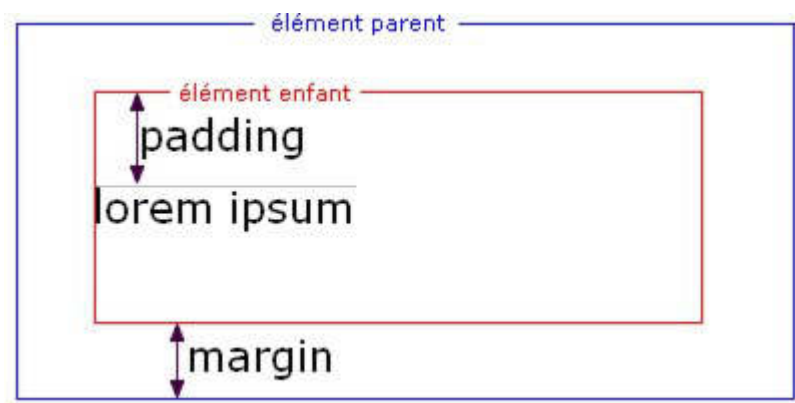 élément parent
élément enfant
padding
lorem ipsum
margin